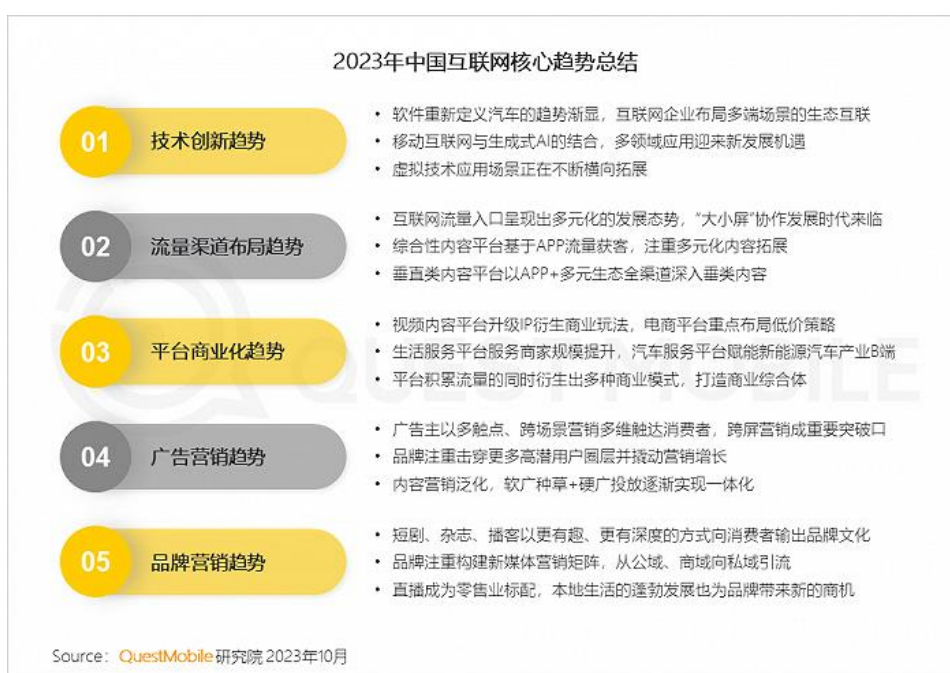 2023年中国互联网核心趋势总结
01 技术创新趋势
• 软件重新定义汽车的趋势渐显，互联网企业布局多端场景的生态互联
• 移动互联网与生成式AI的结合，多领域应用迎来新发展机遇
• 虚拟技术应用场景正在不断横向拓展
02 流量渠道布局趋势
• 互联网流量入口呈现出多元化的发展态势，“大小屏”协作发展时代来临
• 综合性内容平台基于APP流量获客，注重多元化内容拓展
• 垂直类内容平台以APP+多元生态全渠道深入垂类内容
03 平台商业化趋势
• 视频内容平台升级IP衍生商业玩法，电商平台重点布局低价策略
• 生活服务平台服务商家规模提升，汽车服务平台赋能新能源汽车产业B端
• 平台积累流量的同时衍生出多种商业模式，打造商业综合体
04 广告营销趋势
• 广告主以多触点、跨场景营销多维触达消费者，跨屏营销成重要突破口
• 品牌注重击穿更多高潜用户圈层并撬动营销增长
• 内容营销泛化，软广种草+硬广投放逐渐实现一体化
05 品牌营销趋势
• 短剧、杂志、播客以更有趣、更有深度的方式向消费者输出品牌文化
• 品牌注重构建新媒体营销矩阵，从公域、商域向私域引流
• 直播成为零售业标配，本地生活的蓬勃发展也为品牌带来新的商机
QUEST MOBILE
Source：QuestMobile研究院 2023年10月